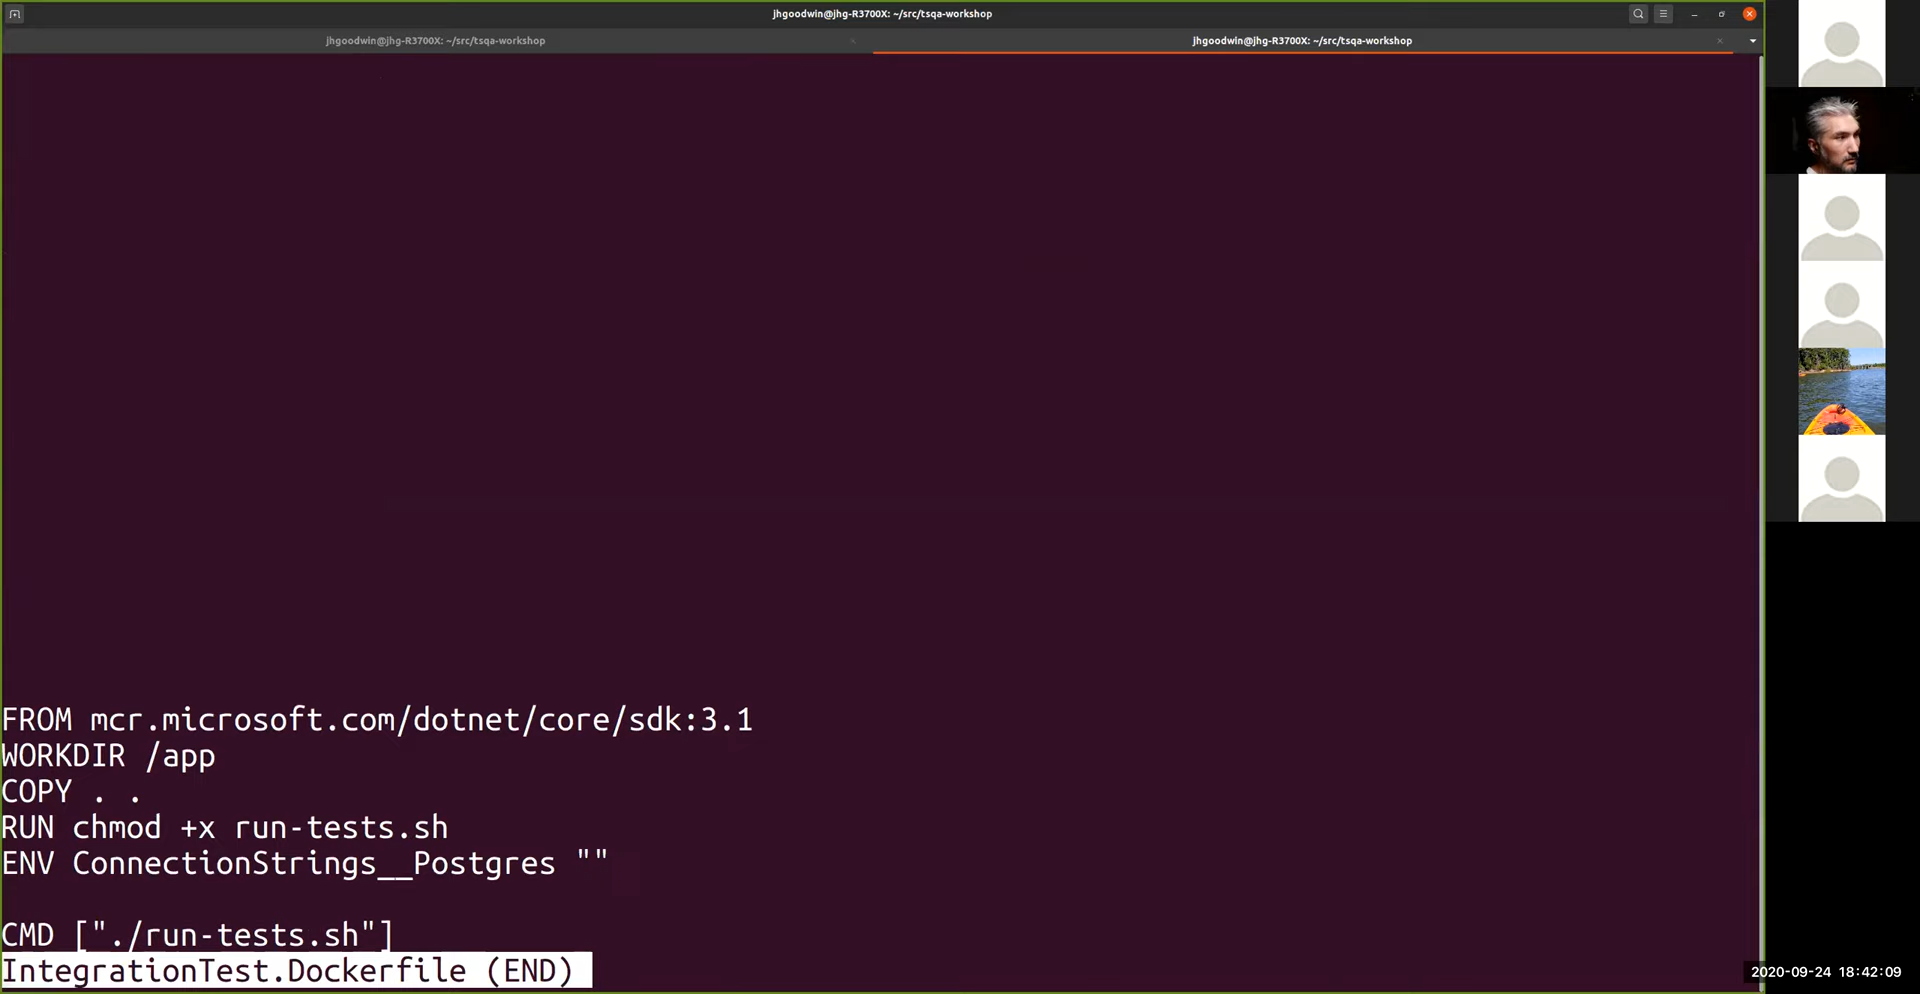 jhgoodwin@jhg-R3700X: ~/src/tsqa-workshop
jhgoodwin@jhg-R3700X: ~/src/tsqa-workshop
jhgoodwin@jhg-R3700X: ~/src/tsqa-workshop
FROM mcr.microsoft.com/dotnet/core/sdk:3.1
WORKDIR /app
COPY . .
RUN chmod +x run-tests.sh
ENV ConnectionStrings__Postgres ""
CMD ["./run-tests.sh"]
IntegrationTest.Dockerfile (END)
2020-09-24 18:42:09